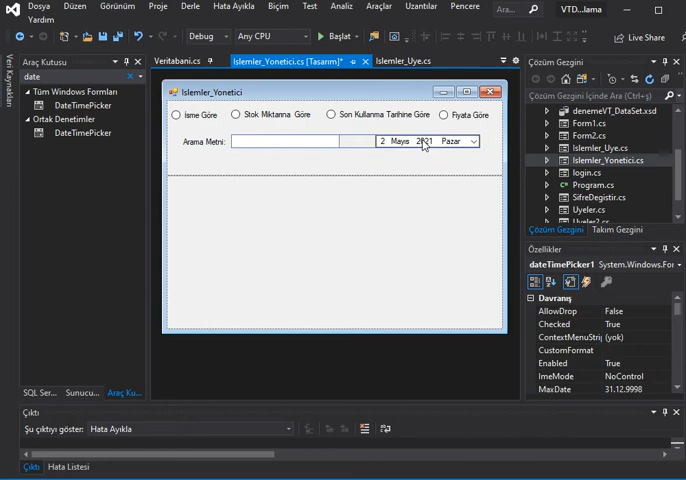 Dosya Düzen Görünüm Proje Derle Hata Ayıkla Test Analiz Araçlar Uzantılar Pencere Ara... VTD...lama
Yardım
Debug Any CPU Başlat Live Share
Veri Kaynakları
Araç Kutusu
date
Tüm Windows Formları
DateTimePicker
Ortak Denetimler
DateTimePicker
SQL Ser... Sunucu... Araç Ku...
Veritabani.cs Islemler_Yonetici.cs [Tasarım]* Islemler_Uye.cs
Islemler_Yonetici
İsme Göre Stok Miktarına Göre Son Kullanma Tarihine Göre Fiyata Göre
Arama Metni: 2 Mayıs 2021 Pazar
Çözüm Gezgini
Çözüm Gezgini İçinde Ara (Ctrl+ş)
denemeVT_DataSet.xsd
Form1.cs
Form2.cs
Islemler_Uye.cs
Islemler_Yonetici.cs
login.cs
Program.cs
SifreDegistir.cs
Uyeler.cs
Uyeler2.cs
Çözüm Gezgini Takım Gezgini
Özellikler
dateTimePicker1 System.Windows.For
Davranış
AllowDrop False
Checked True
ContextMenuStrip (yok)
CustomFormat
Enabled True
ImeMode NoControl
MaxDate 31.12.9998
Çıktı
Şu çıktıyı göster: Hata Ayıkla
Çıktı Hata Listesi